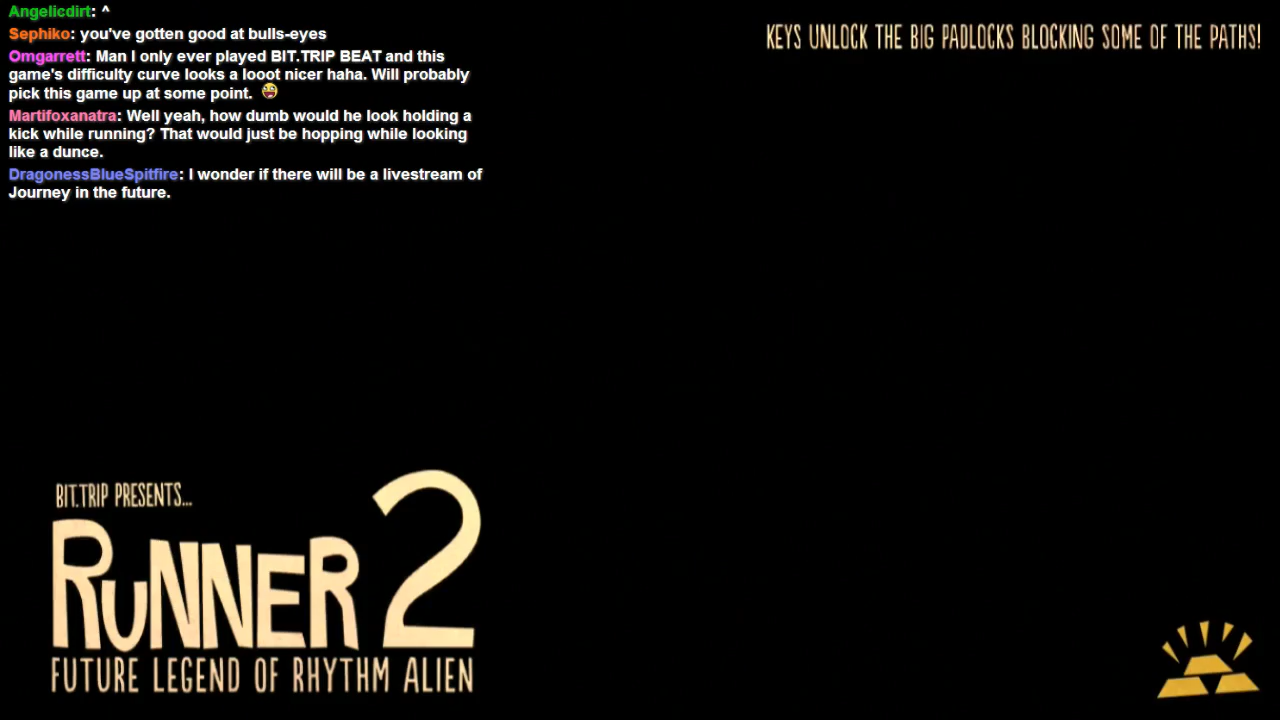 Angelicdirt: ^
Sephiko: you've gotten good at bulls-eyes
Omgarrett: Man I only ever played BIT.TRIP BEAT and this
game's difficulty curve looks a looot nicer haha. Will probably
pick this game up at some point.
Martifoxanatra: Well yeah, how dumb would he look holding a
kick while running? That would just be hopping while looking
like a dunce.
DragonessBlueSpitfire: I wonder if there will be a livestream of
Journey in the future.
KEYS UNLOCK THE BIG PADLOCKS BLOCKING SOME OF THE PATHS!
BIT.TRIP PRESENTS...
RUNNER 2
FUTURE LEGEND OF RHYTHM ALIEN